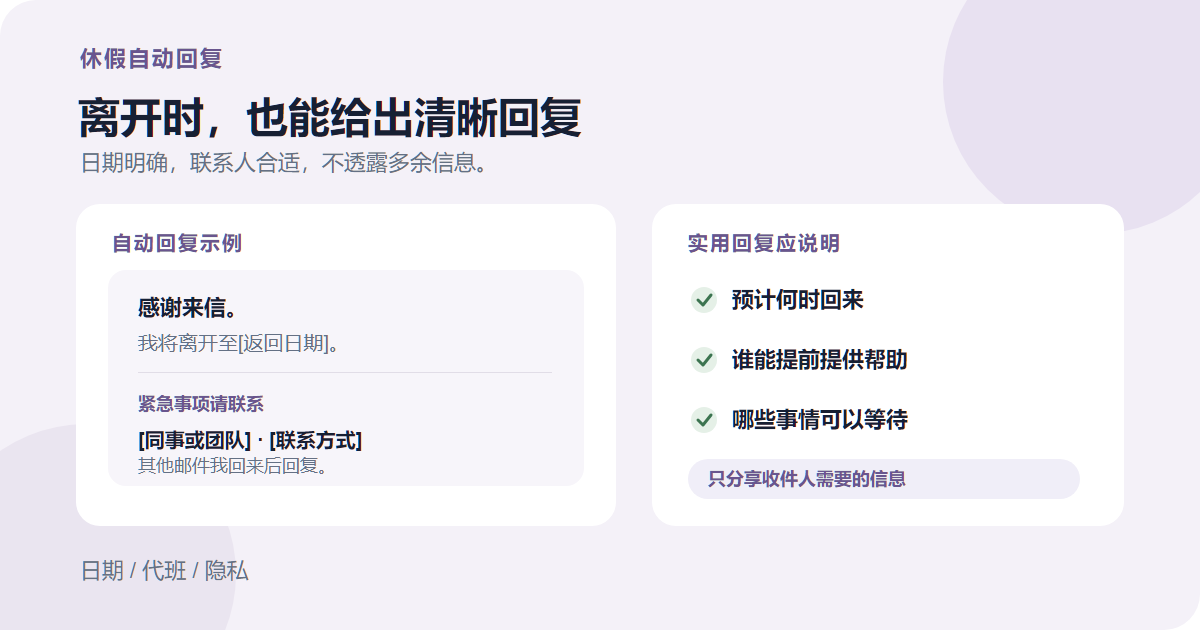 休假自动回复
离开时，也能给出清晰回复
日期明确，联系人合适，不透露多余信息。
自动回复示例
感谢来信。
我将离开至[返回日期]。
紧急事项请联系
[同事或团队] · [联系方式]
其他邮件我回来后回复。
实用回复应说明
预计何时回来
谁能提前提供帮助
哪些事情可以等待
只分享收件人需要的信息
日期 / 代班 / 隐私